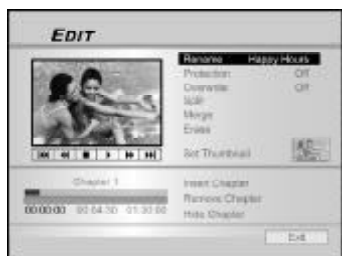 EDIT
Rename Happy Hours
Protection Off
Overwrite Off
Split
Merge
Erase
Set Thumbnail
Chapter 1
00:00:00 00:04:30 01:30:00
Insert Chapter
Remove Chapter
Hide Chapter
Exit